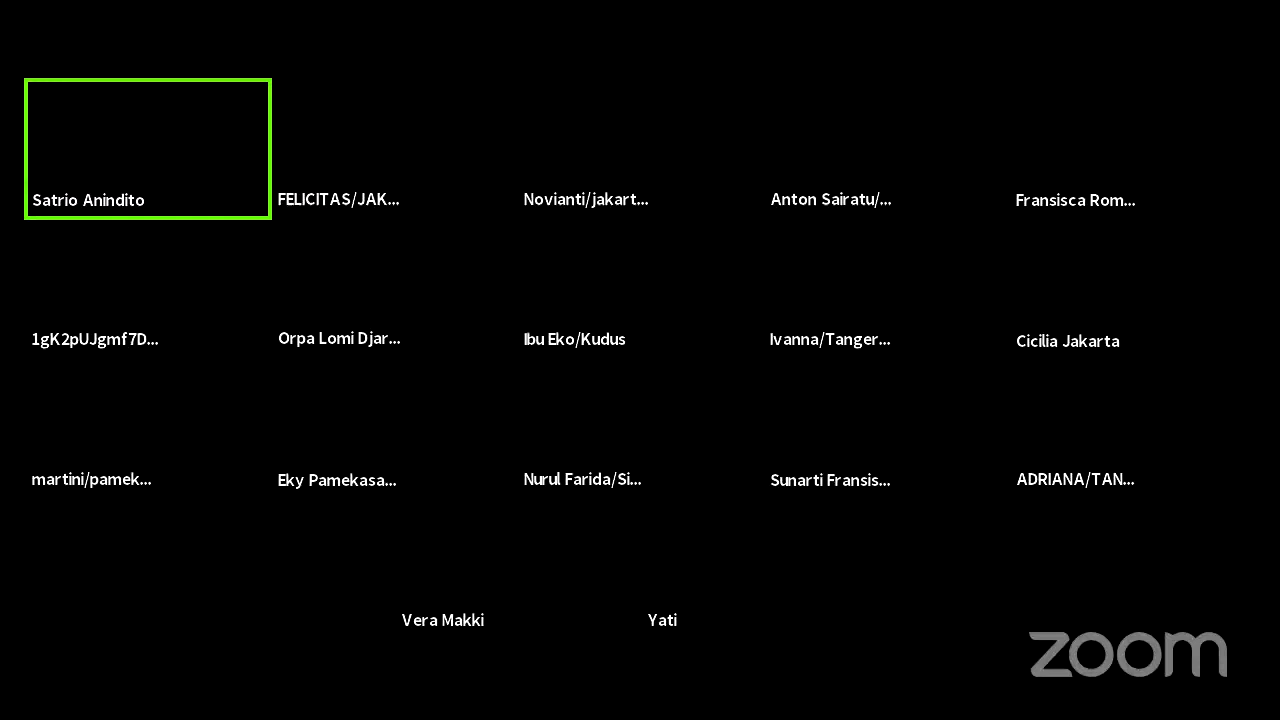 Satrio Anindito
FELICITAS/JAK...
Novianti/jakart...
Anton Sairatu/...
Fransisca Rom...
1gK2pUJgmf7D...
Orpa Lomi Djar...
Ibu Eko/Kudus
Ivanna/Tanger...
Cicilia Jakarta
martini/pamek...
Eky Pamekasa...
Nurul Farida/Si...
Sunarti Fransis...
ADRIANA/TAN...
Vera Makki
Yati
zoom